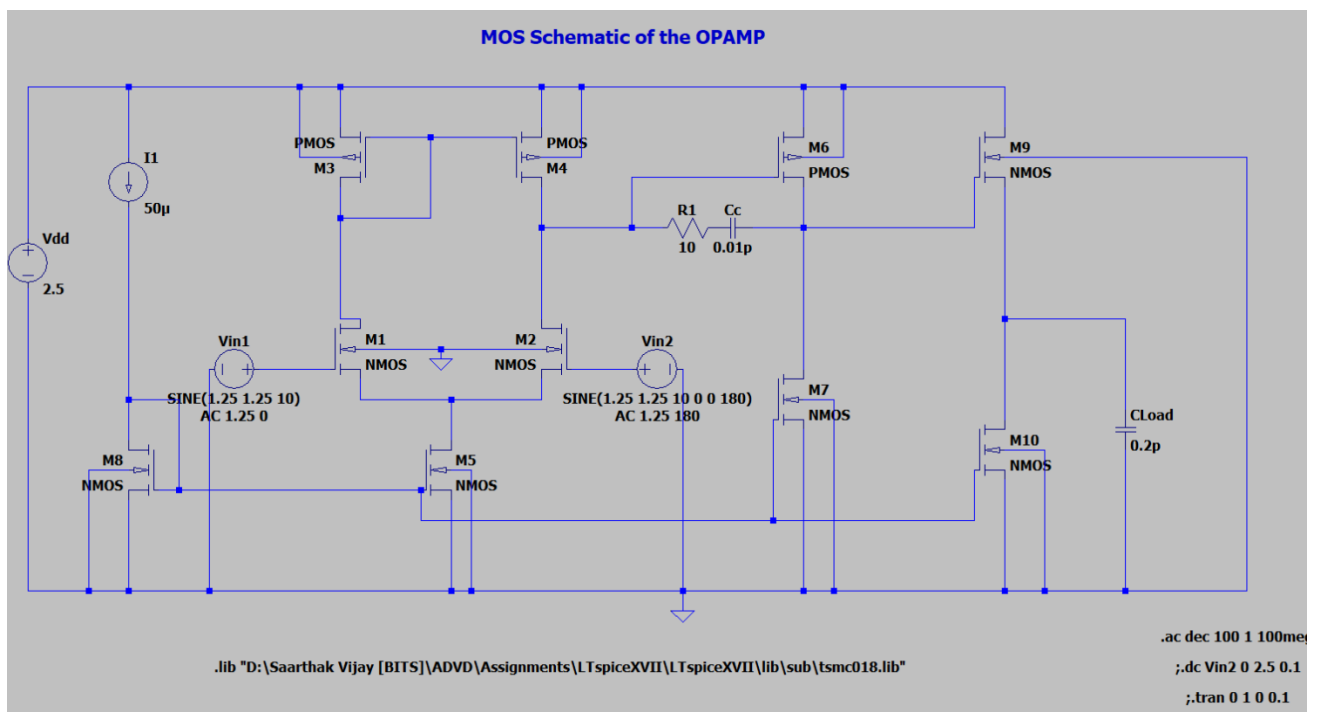 MOS Schematic of the OPAMP
I1
50µ
Vdd
2.5
PMOS
M3
PMOS
M4
M6
PMOS
M9
NMOS
R1
10
Cc
0.01p
Vin1
SINE(1.25 1.25 10)
AC 1.25 0
M1
NMOS
M2
NMOS
Vin2
SINE(1.25 1.25 10 0 0 180)
AC 1.25 180
M7
NMOS
M8
NMOS
M5
NMOS
M10
NMOS
CLoad
0.2p
.ac dec 100 1 100meg
.lib "D:\Saarthak Vijay [BITS]\ADVD\Assignments\LTspiceXVII\LTspiceXVII\lib\sub\tsmc018.lib"
;.dc Vin2 0 2.5 0.1
;.tran 0 1 0 0.1